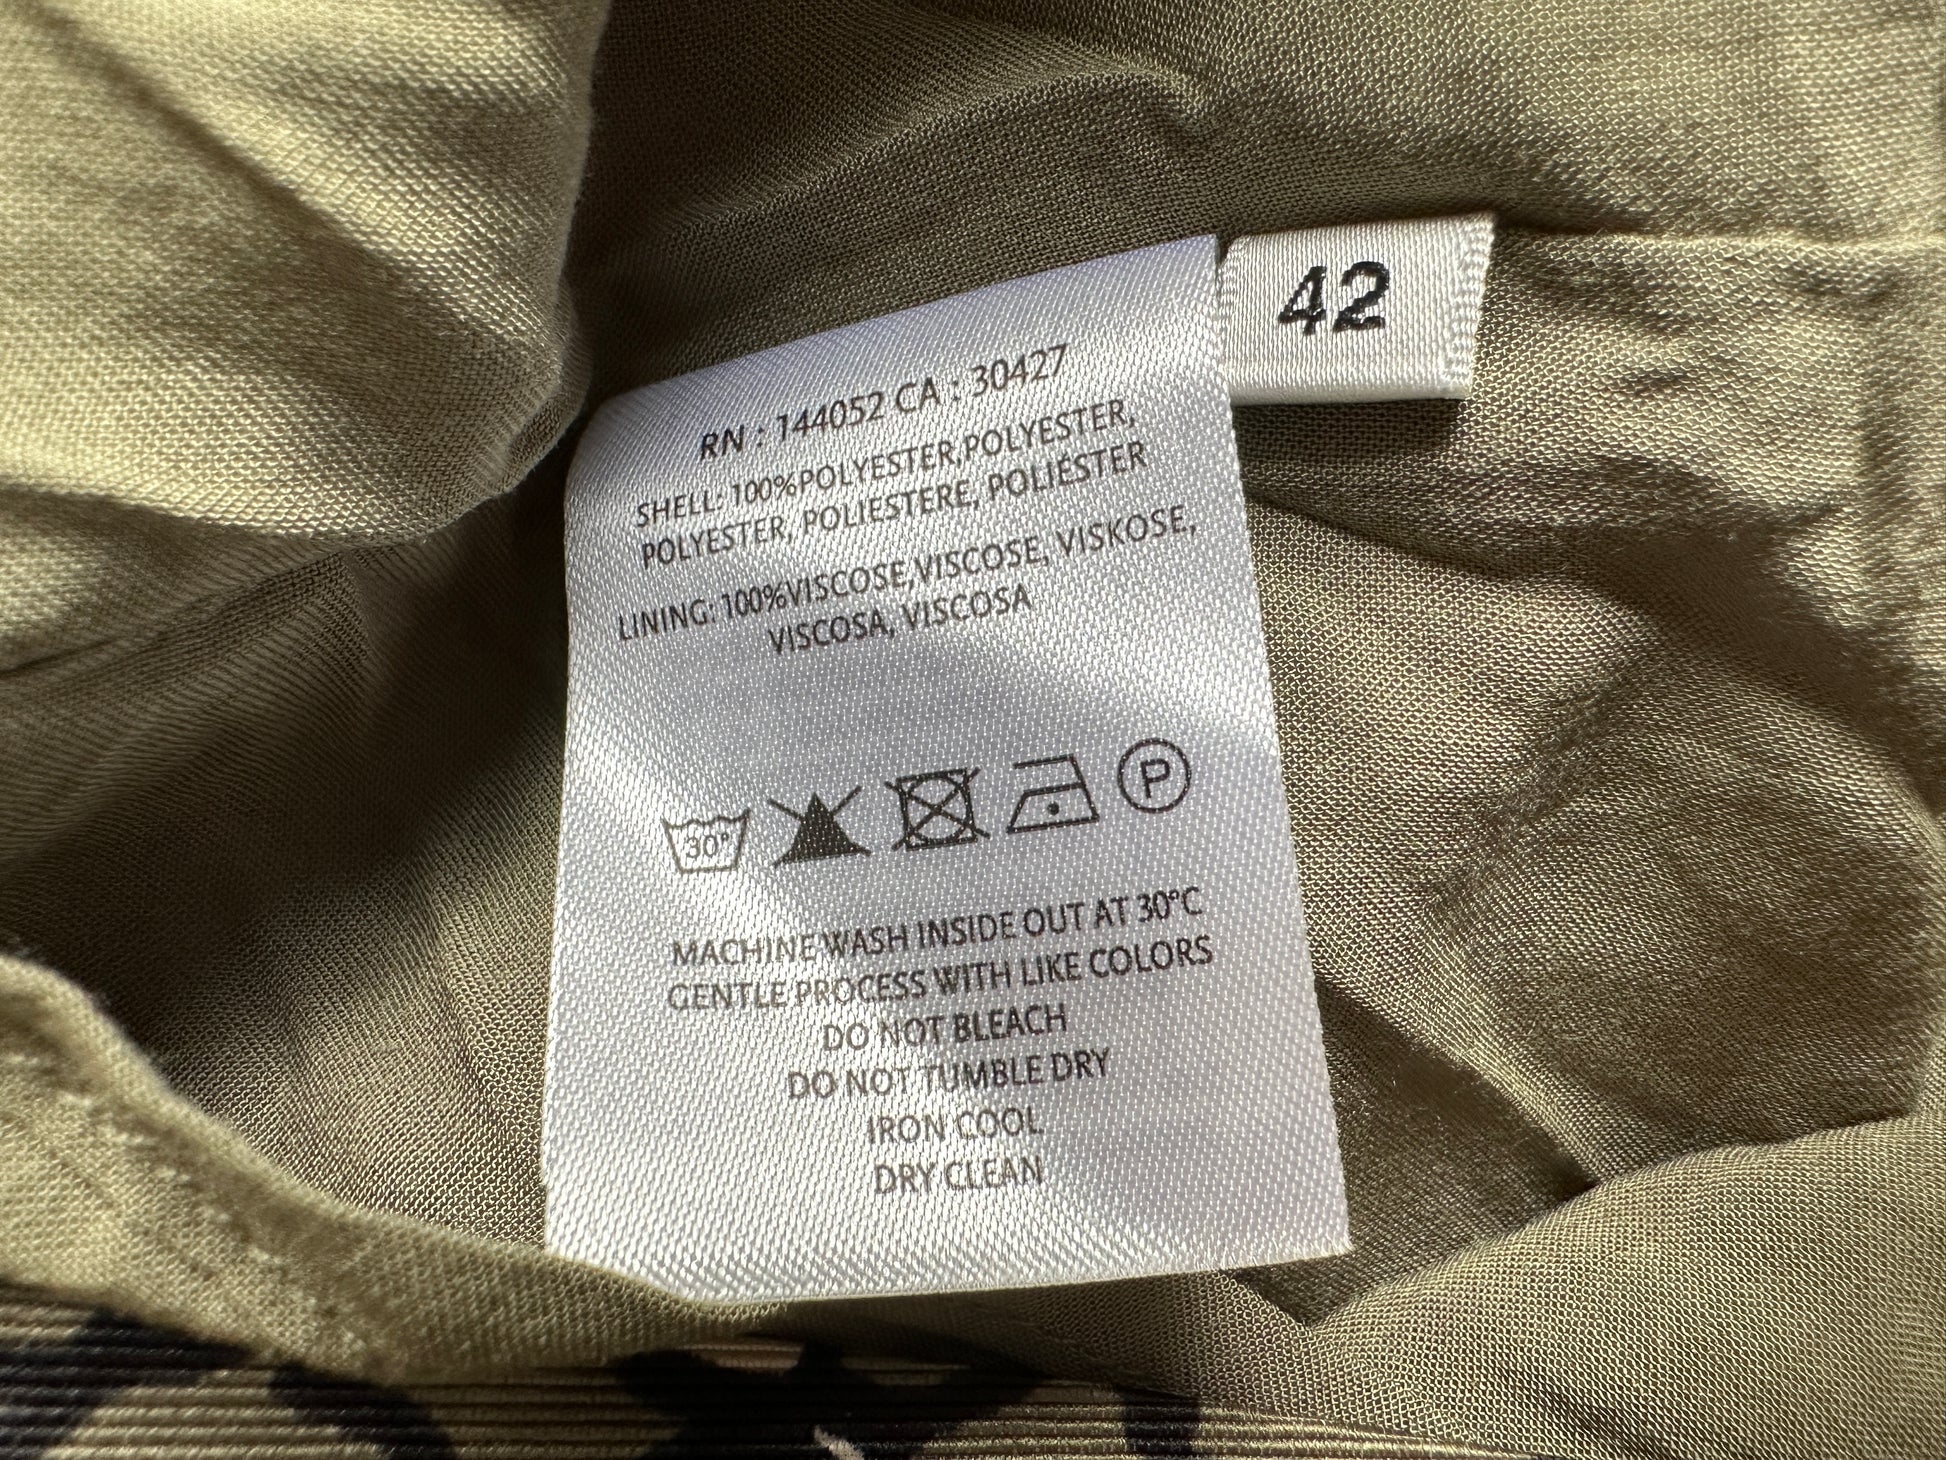 42
RN : 144052 CA : 30427
SHELL: 100%POLYESTER,POLYESTER,
POLYESTER, POLIESTERE, POLIÉSTER
LINING: 100%VISCOSE,VISCOSE, VISKOSE,
VISCOSA, VISCOSA
30° P
MACHINE WASH INSIDE OUT AT 30°C
GENTLE PROCESS WITH LIKE COLORS
DO NOT BLEACH
DO NOT TUMBLE DRY
IRON COOL
DRY CLEAN